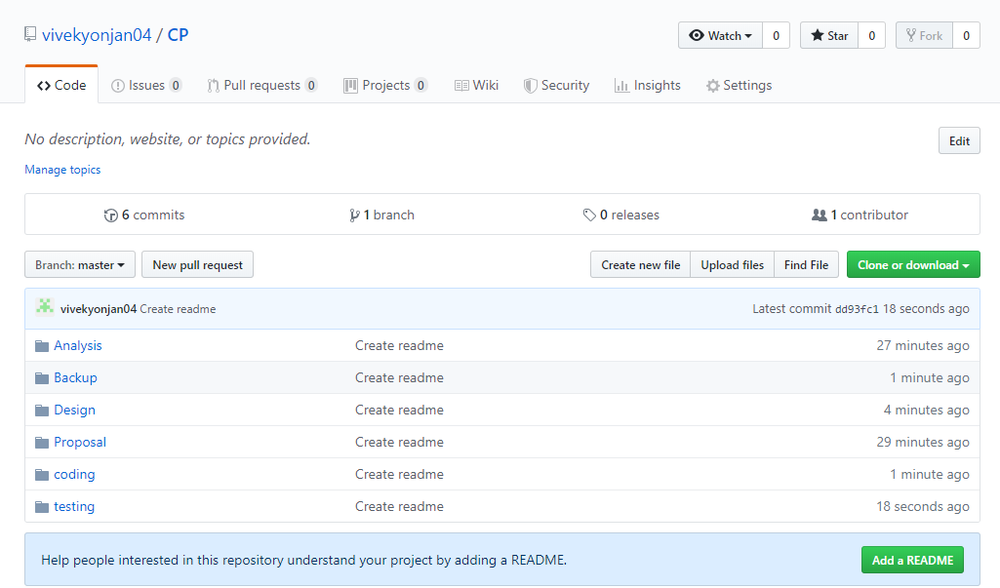 vivekyonjan04 / CP Watch 0 Star 0 Fork 0
Code Issues 0 Pull requests 0 Projects 0 Wiki Security Insights Settings
No description, website, or topics provided. Edit
Manage topics
6 commits 1 branch 0 releases 1 contributor
Branch: master New pull request Create new file Upload files Find File Clone or download
vivekyonjan04 Create readme Latest commit dd93fc1 18 seconds ago
Analysis Create readme 27 minutes ago
Backup Create readme 1 minute ago
Design Create readme 4 minutes ago
Proposal Create readme 29 minutes ago
coding Create readme 1 minute ago
testing Create readme 18 seconds ago
Help people interested in this repository understand your project by adding a README. Add a README